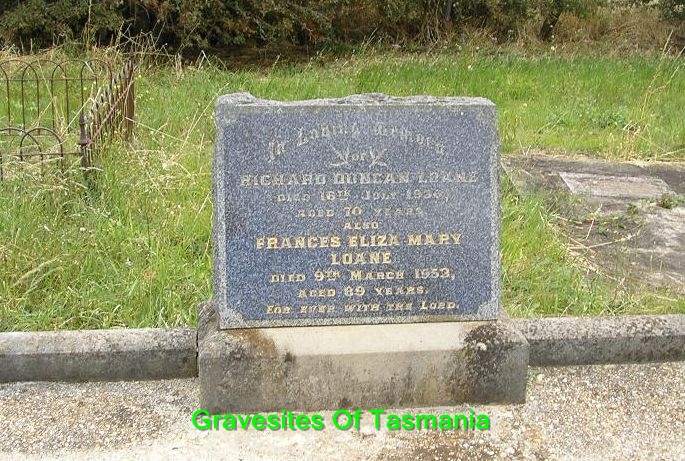 In Loving Memory
of
RICHARD DUNCAN LOANE
DIED 16TH JULY
AGED 70 YEARS
ALSO
FRANCES ELIZA MARY
LOANE
DIED 9TH MARCH 1953,
AGED 89 YEARS.
FOR EVER WITH THE LORD.
Gravesites Of Tasmania